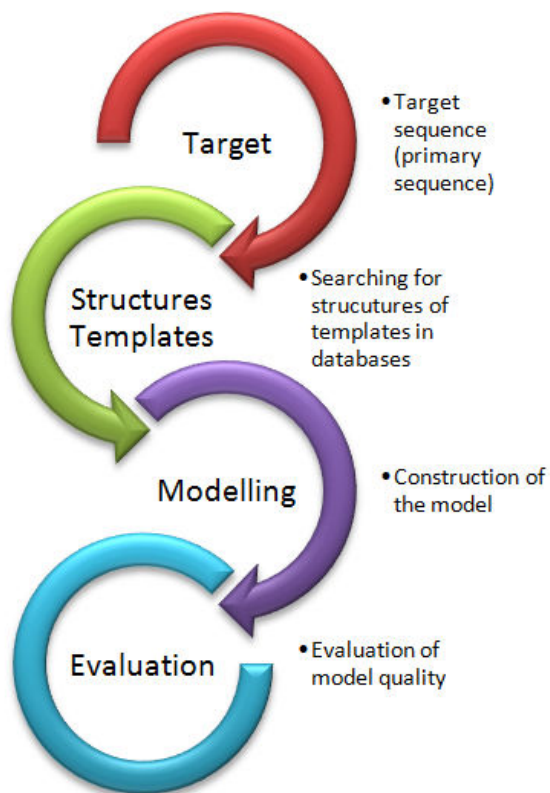 Target
•Target
sequence
(primary
sequence)
Structures
Templates
•Searching for
strucutures of
templates in
databases
Modelling
•Construction of
the model
Evaluation
•Evaluation of
model quality